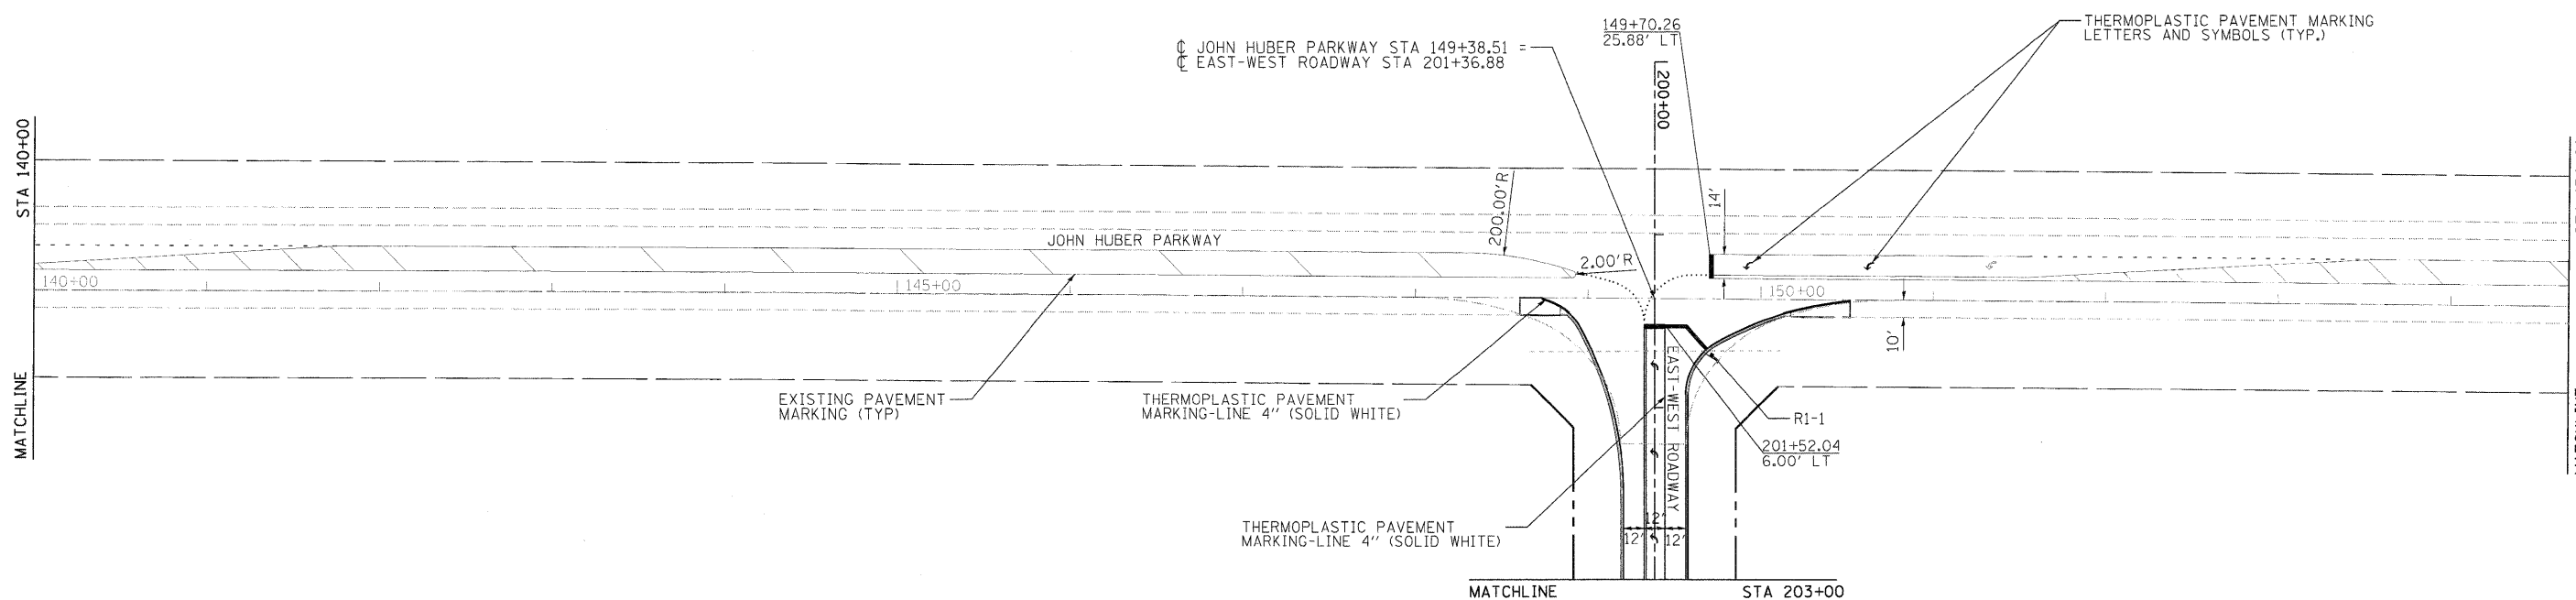 149+70.26
25.88' LT
THERMOPLASTIC PAVEMENT MARKING
LETTERS AND SYMBOLS (TYP.)
℄ JOHN HUBER PARKWAY STA 149+38.51 =
℄ EAST-WEST ROADWAY STA 201+36.88
200+00
STA 140+00
MATCHLINE
14'
200.00'R
JOHN HUBER PARKWAY
2.00'R
140+00
145+00
150+00
10'
EAST-WEST ROADWAY
EXISTING PAVEMENT
MARKING (TYP)
THERMOPLASTIC PAVEMENT
MARKING-LINE 4" (SOLID WHITE)
R1-1
201+52.04
6.00' LT
THERMOPLASTIC PAVEMENT
MARKING-LINE 4" (SOLID WHITE)
12'
12'
12'
MATCHLINE
STA 203+00